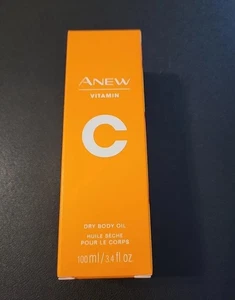 ANEW
VITAMIN
C
DRY BODY OIL
HUILE SÈCHE
POUR LE CORPS
100 ml / 3.4 fl. oz.